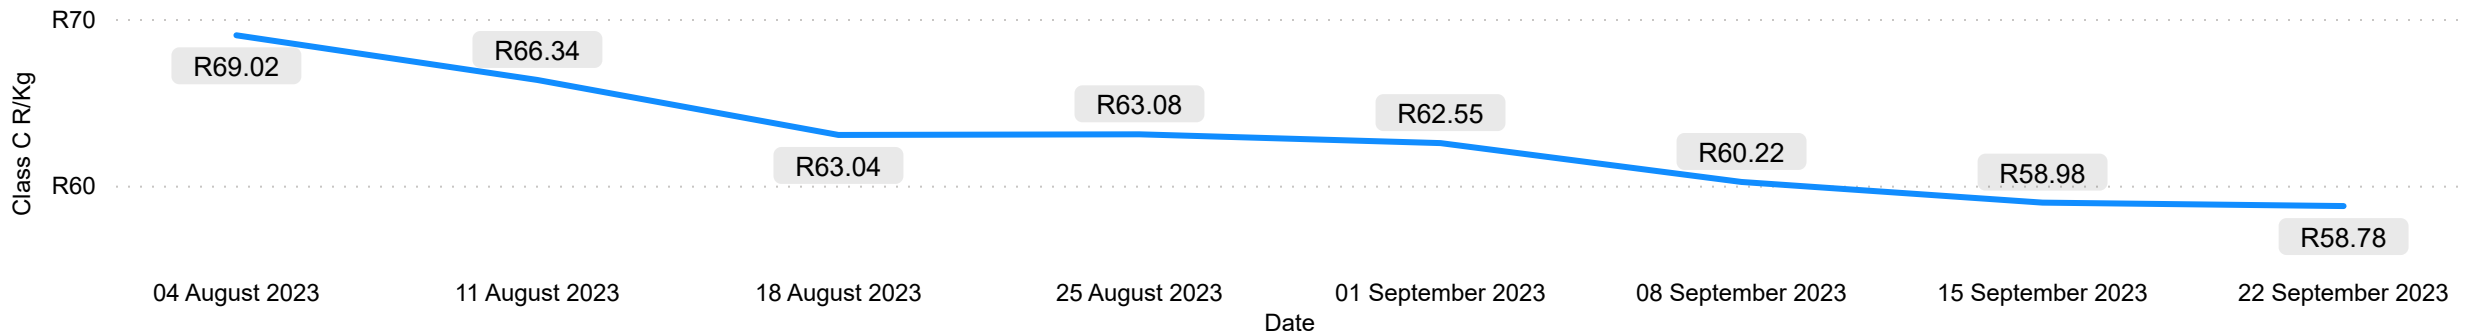 R70
R60
Class C R/Kg
R69.02
R66.34
R63.04
R63.08
R62.55
R60.22
R58.98
R58.78
04 August 2023
11 August 2023
18 August 2023
25 August 2023
01 September 2023
08 September 2023
15 September 2023
22 September 2023
Date